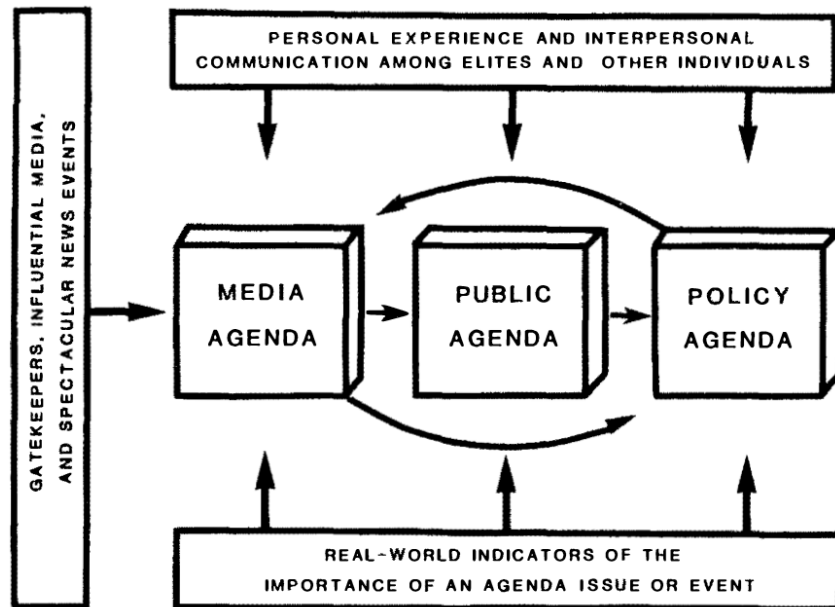 PERSONAL EXPERIENCE AND INTERPERSONAL
COMMUNICATION AMONG ELITES AND OTHER INDIVIDUALS
GATEKEEPERS, INFLUENTIAL MEDIA,
AND SPECTACULAR NEWS EVENTS
MEDIA
AGENDA
PUBLIC
AGENDA
POLICY
AGENDA
REAL-WORLD INDICATORS OF THE
IMPORTANCE OF AN AGENDA ISSUE OR EVENT